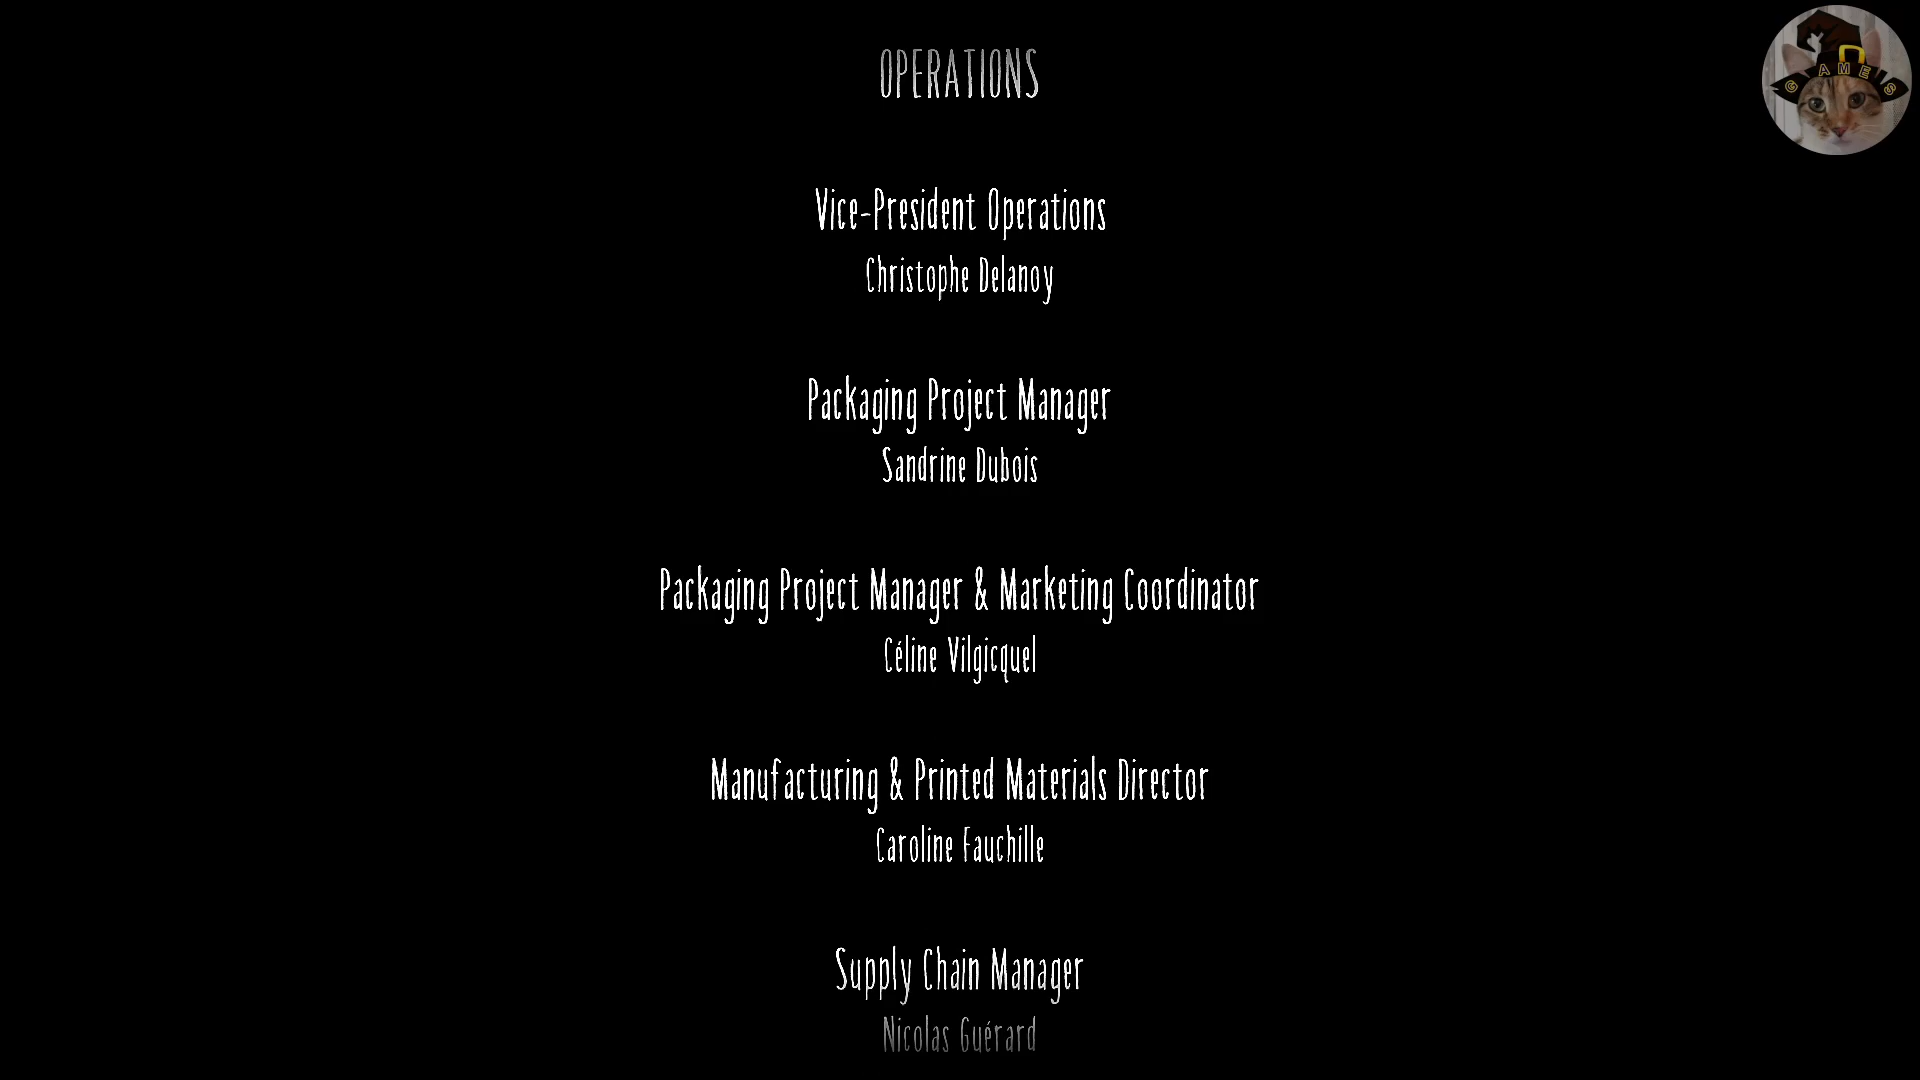 OPERATIONS
GAMES
Vice-President Operations
Christophe Delanoy
Packaging Project Manager
Sandrine Dubois
Packaging Project Manager & Marketing Coordinator
Céline Vilgicquel
Manufacturing & Printed Materials Director
Caroline Fauchille
Supply Chain Manager
Nicolas Guérard